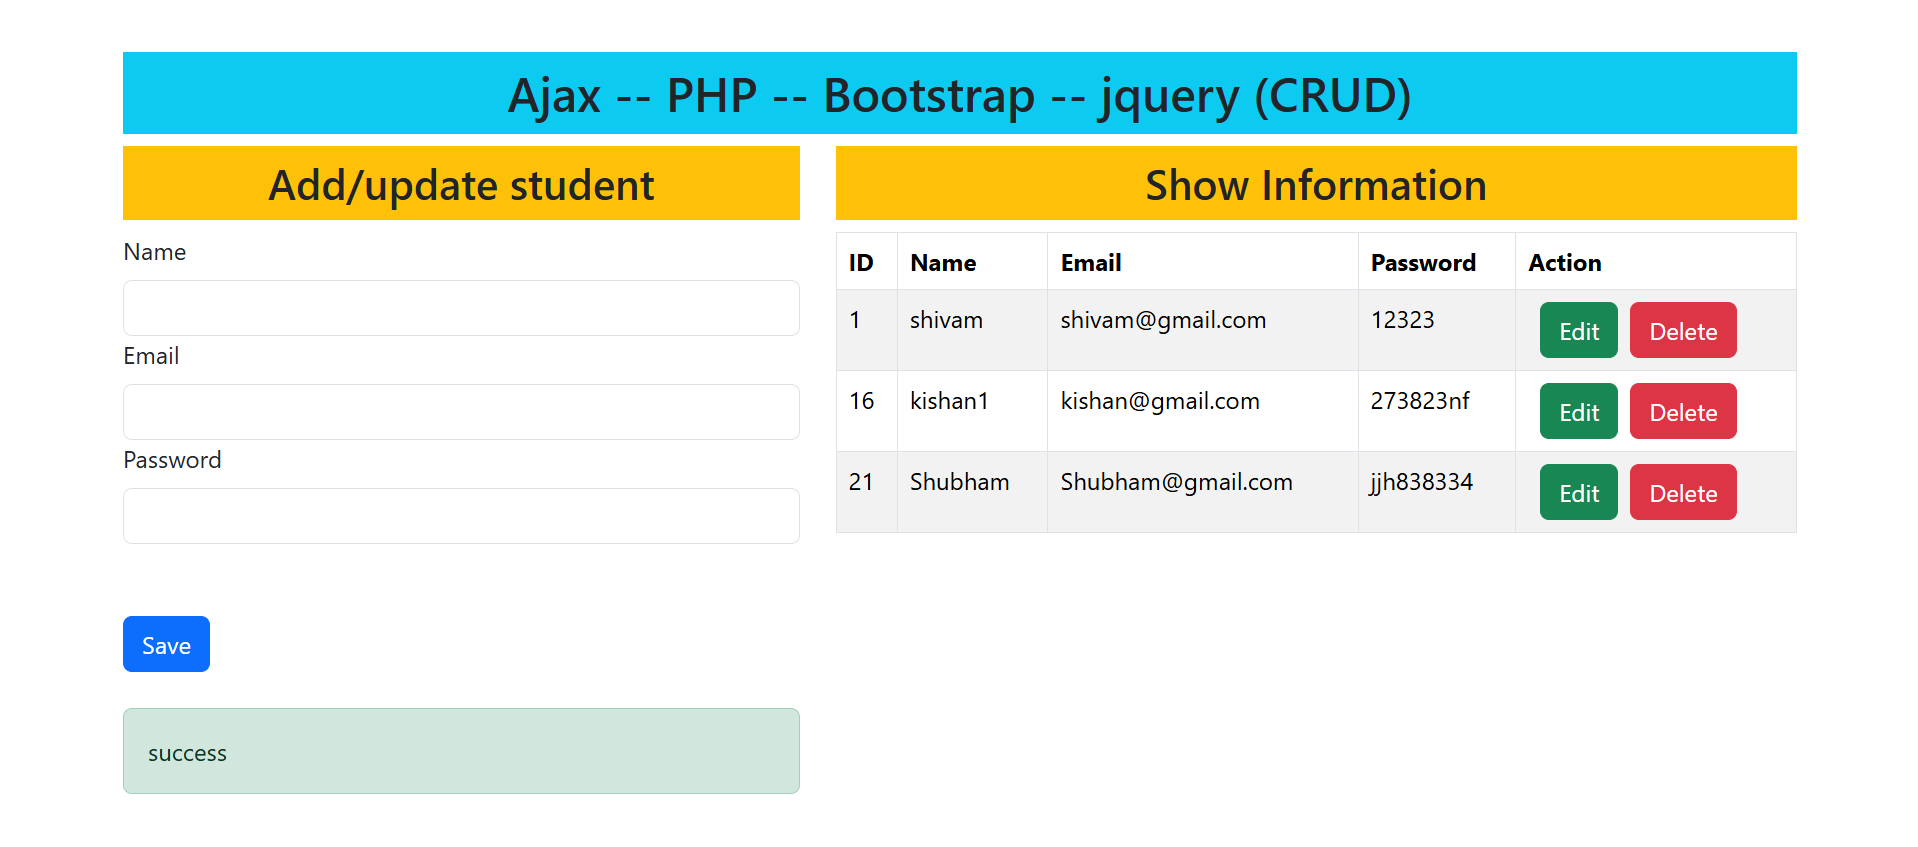 Ajax -- PHP -- Bootstrap -- jquery (CRUD)
Add/update student
Name
Email
Password
Save
success
Show Information
ID Name Email Password Action
1 shivam shivam@gmail.com 12323 Edit Delete
16 kishan1 kishan@gmail.com 273823nf Edit Delete
21 Shubham Shubham@gmail.com jjh838334 Edit Delete